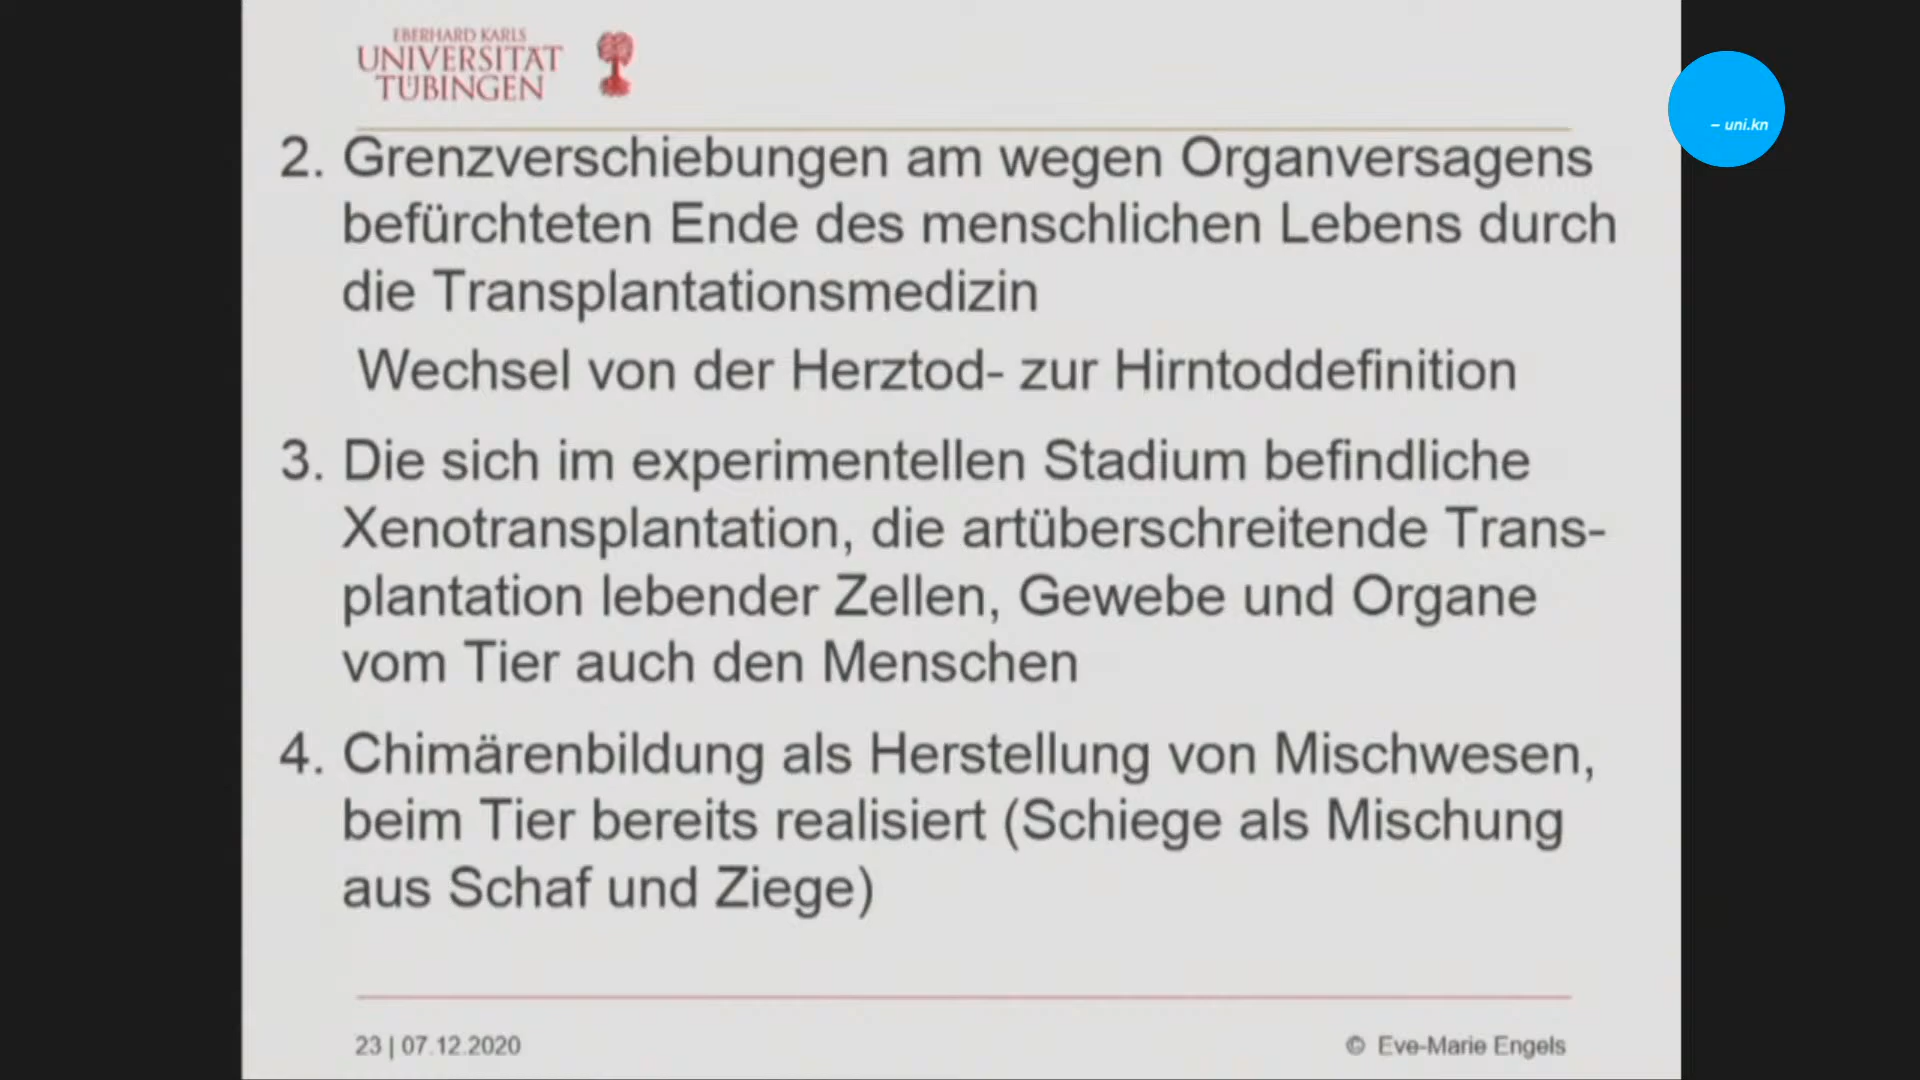 EBERHARD KARLS
UNIVERSITÄT
TÜBINGEN
– uni.kn
2. Grenzverschiebungen am wegen Organversagens
befürchteten Ende des menschlichen Lebens durch
die Transplantationsmedizin
Wechsel von der Herztod- zur Hirntoddefinition
3. Die sich im experimentellen Stadium befindliche
Xenotransplantation, die artüberschreitende Trans-
plantation lebender Zellen, Gewebe und Organe
vom Tier auch den Menschen
4. Chimärenbildung als Herstellung von Mischwesen,
beim Tier bereits realisiert (Schiege als Mischung
aus Schaf und Ziege)
23 | 07.12.2020
© Eve-Marie Engels